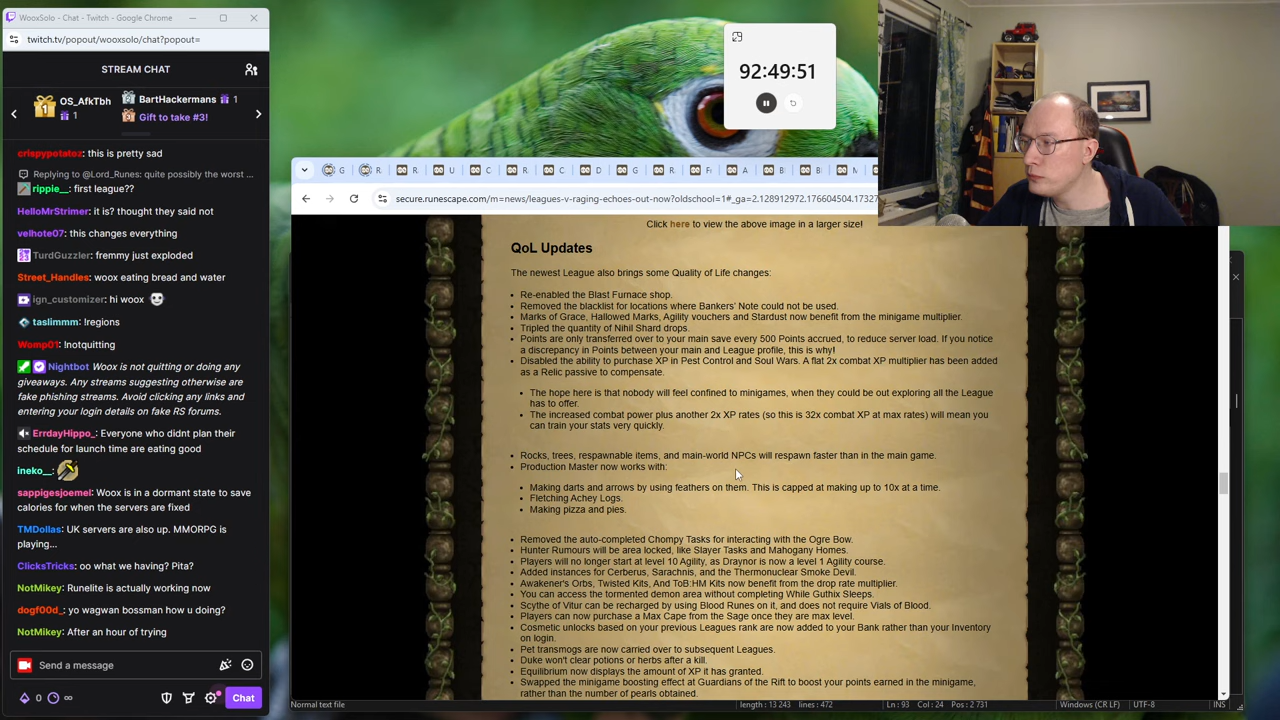 WooxSolo - Chat - Twitch - Google Chrome
twitch.tv/popout/wooxsolo/chat?popout=
STREAM CHAT
OS_AfkTbh
1
BartHackermans 1
Gift to take #3!
crispypotatoz: this is pretty sad
Replying to @Lord_Runes: quite possibly the worst ...
rippie__: first league??
HelloMrStrimer: it is? thought they said not
velhote07: this changes everything
TurdGuzzler: fremmy just exploded
Street_Handles: woox eating bread and water
ign_customizer: hi woox
taslimmm: !regions
Womp01: !notquitting
Nightbot: Woox is not quitting or doing any
giveaways. Any streams suggesting otherwise are
fake phishing streams. Avoid clicking any links and
entering your login details on fake RS forums.
ErrdayHippo_: Everyone who didnt plan their
schedule for launch time are eating good
ineko__:
sappigesjoemel: Woox is in a dormant state to save
calories for when the servers are fixed
TMDollas: UK servers are also up. MMORPG is
playing...
ClicksTricks: oo what we having? Pita?
NotMikey: Runelite is actually working now
dogf00d_: yo wagwan bossman how u doing?
NotMikey: After an hour of trying
Send a message
0 ∞
Chat
92:49:51
G R R U C R C D G R F A B B M
secure.runescape.com/m=news/leagues-v-raging-echoes-out-now?oldschool=1#_ga=2.128912972.176604504.17327
Click here to view the above image in a larger size!
QoL Updates
The newest League also brings some Quality of Life changes:
Re-enabled the Blast Furnace shop.
Removed the blacklist for locations where Bankers' Note could not be used.
Marks of Grace, Hallowed Marks, Agility vouchers and Stardust now benefit from the minigame multiplier.
Tripled the quantity of Nihil Shard drops.
Points are only transferred over to your main save every 500 Points accrued, to reduce server load. If you notice
a discrepancy in Points between your main and League profile, this is why!
Disabled the ability to purchase XP in Pest Control and Soul Wars. A flat 2x combat XP multiplier has been added
as a Relic passive to compensate.
The hope here is that nobody will feel confined to minigames, when they could be out exploring all the League
has to offer.
The increased combat power plus another 2x XP rates (so this is 32x combat XP at max rates) will mean you
can train your stats very quickly.
Rocks, trees, respawnable items, and main-world NPCs will respawn faster than in the main game.
Production Master now works with:
Making darts and arrows by using feathers on them. This is capped at making up to 10x at a time.
Fletching Achey Logs.
Making pizza and pies.
Removed the auto-completed Chompy Tasks for interacting with the Ogre Bow.
Hunter Rumours will be area locked, like Slayer Tasks and Mahogany Homes.
Players will no longer start at level 10 Agility, as Draynor is now a level 1 Agility course.
Added instances for Cerberus, Sarachnis, and the Thermonuclear Smoke Devil.
Awakener's Orbs, Twisted Kits, And ToB:HM Kits now benefit from the drop rate multiplier.
You can access the tormented demon area without completing While Guthix Sleeps.
Scythe of Vitur can be recharged by using Blood Runes on it, and does not require Vials of Blood.
Players can now purchase a Max Cape from the Sage once they are max level.
Cosmetic unlocks based on your previous Leagues rank are now added to your Bank rather than your Inventory
on login.
Pet transmogs are now carried over to subsequent Leagues.
Duke won't clear potions or herbs after a kill.
Equilibrium now displays the amount of XP it has granted.
Swapped the minigame boosting effect at Guardians of the Rift to boost your points earned in the minigame,
rather than the number of pearls obtained.
Normal text file
length : 13 243 lines : 472
Ln : 93 Col : 24 Pos : 2 731
Windows (CR LF)
UTF-8
INS